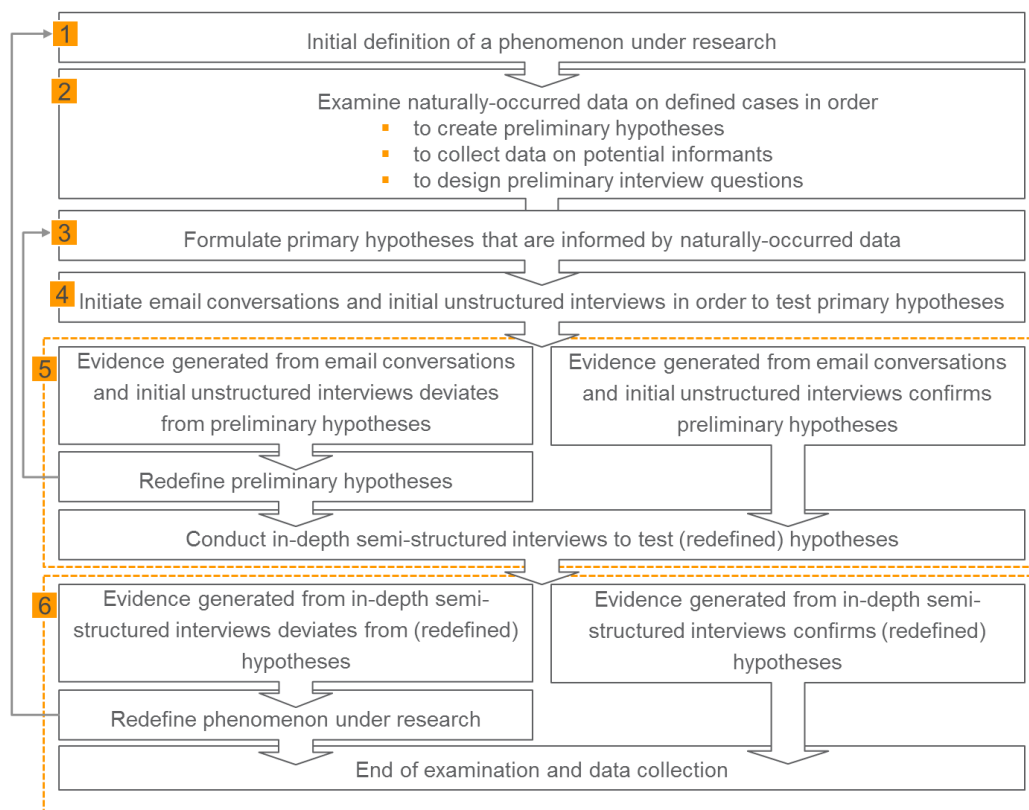 1
Initial definition of a phenomenon under research
2
Examine naturally-occurred data on defined cases in order
▪ to create preliminary hypotheses
▪ to collect data on potential informants
▪ to design preliminary interview questions
3
Formulate primary hypotheses that are informed by naturally-occurred data
4
Initiate email conversations and initial unstructured interviews in order to test primary hypotheses
5
Evidence generated from email conversations
and initial unstructured interviews deviates
from preliminary hypotheses
Evidence generated from email conversations
and initial unstructured interviews confirms
preliminary hypotheses
Redefine preliminary hypotheses
Conduct in-depth semi-structured interviews to test (redefined) hypotheses
6
Evidence generated from in-depth semi-
structured interviews deviates from (redefined)
hypotheses
Evidence generated from in-depth semi-
structured interviews confirms (redefined)
hypotheses
Redefine phenomenon under research
End of examination and data collection